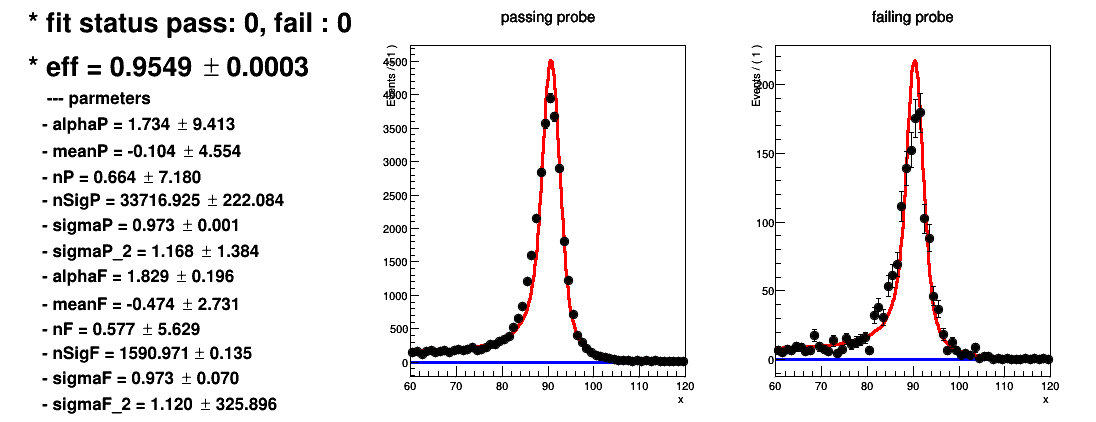 * fit status pass: 0, fail : 0
* eff = 0.9549 ± 0.0003
--- parmeters
- alphaP = 1.734 ± 9.413
- meanP = -0.104 ± 4.554
- nP = 0.664 ± 7.180
- nSigP = 33716.925 ± 222.084
- sigmaP = 0.973 ± 0.001
- sigmaP_2 = 1.168 ± 1.384
- alphaF = 1.829 ± 0.196
- meanF = -0.474 ± 2.731
- nF = 0.577 ± 5.629
- nSigF = 1590.971 ± 0.135
- sigmaF = 0.973 ± 0.070
- sigmaF_2 = 1.120 ± 325.896
passing probe
Events / ( 1 )
4500
4000
3500
3000
2500
2000
1500
1000
500
0
60 70 80 90 100 110 120
x
failing probe
Events / ( 1 )
200
150
100
50
0
60 70 80 90 100 110 120
x